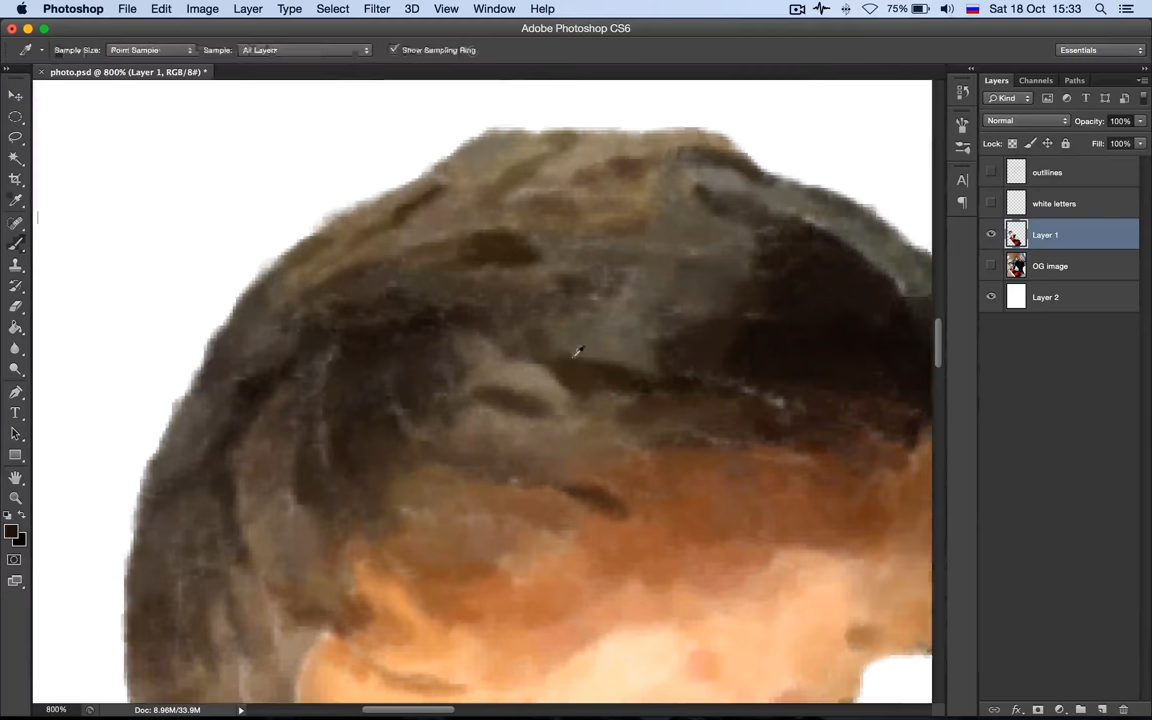 Photoshop File Edit Image Layer Type Select Filter 3D View Window Help 75% Sat 18 Oct 15:33
Adobe Photoshop CS6
Sample Size: Point Sample Sample: All Layers Show Sampling Ring Essentials
× photo.psd @ 800% (Layer 1, RGB/8#) *
Layers Channels Paths
Kind
Normal Opacity: 100%
Lock: Fill: 100%
outlines
white letters
Layer 1
OG image
Layer 2
800% Doc: 8.96M/33.9M